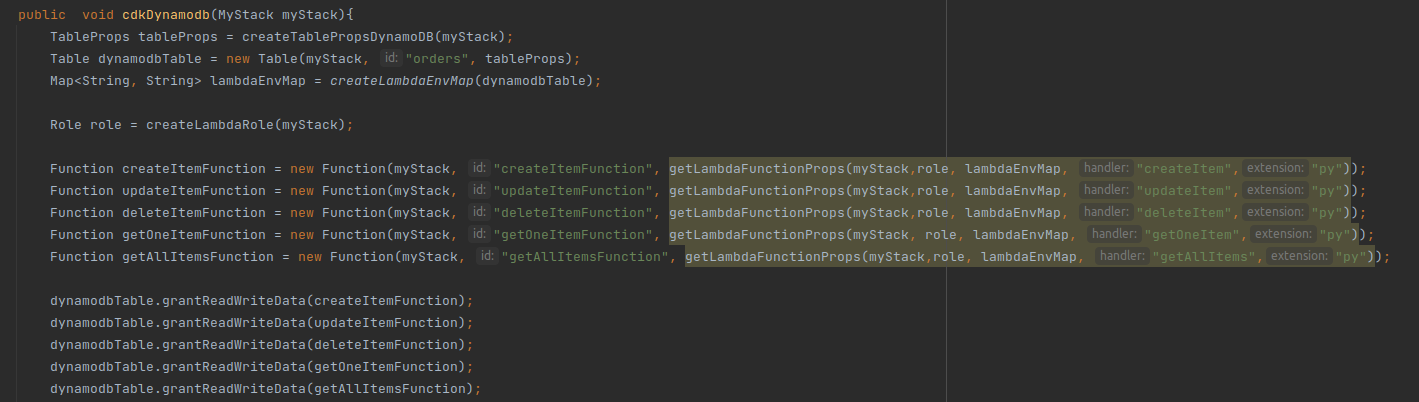 public  void cdkDynamodb(MyStack myStack){
TableProps tableProps = createTablePropsDynamoDB(myStack);
Table dynamodbTable = new Table(myStack, id: "orders", tableProps);
Map<String, String> lambdaEnvMap = createLambdaEnvMap(dynamodbTable);
Role role = createLambdaRole(myStack);
Function createItemFunction = new Function(myStack, id: "createItemFunction", getLambdaFunctionProps(myStack,role, lambdaEnvMap, handler: "createItem", extension: "py"));
Function updateItemFunction = new Function(myStack, id: "updateItemFunction", getLambdaFunctionProps(myStack,role, lambdaEnvMap, handler: "updateItem", extension: "py"));
Function deleteItemFunction = new Function(myStack, id: "deleteItemFunction", getLambdaFunctionProps(myStack,role, lambdaEnvMap, handler: "deleteItem", extension: "py"));
Function getOneItemFunction = new Function(myStack, id: "getOneItemFunction", getLambdaFunctionProps(myStack, role, lambdaEnvMap, handler: "getOneItem", extension: "py"));
Function getAllItemsFunction = new Function(myStack, id: "getAllItemsFunction", getLambdaFunctionProps(myStack,role, lambdaEnvMap, handler: "getAllItems", extension: "py"));
dynamodbTable.grantReadWriteData(createItemFunction);
dynamodbTable.grantReadWriteData(updateItemFunction);
dynamodbTable.grantReadWriteData(deleteItemFunction);
dynamodbTable.grantReadWriteData(getOneItemFunction);
dynamodbTable.grantReadWriteData(getAllItemsFunction);